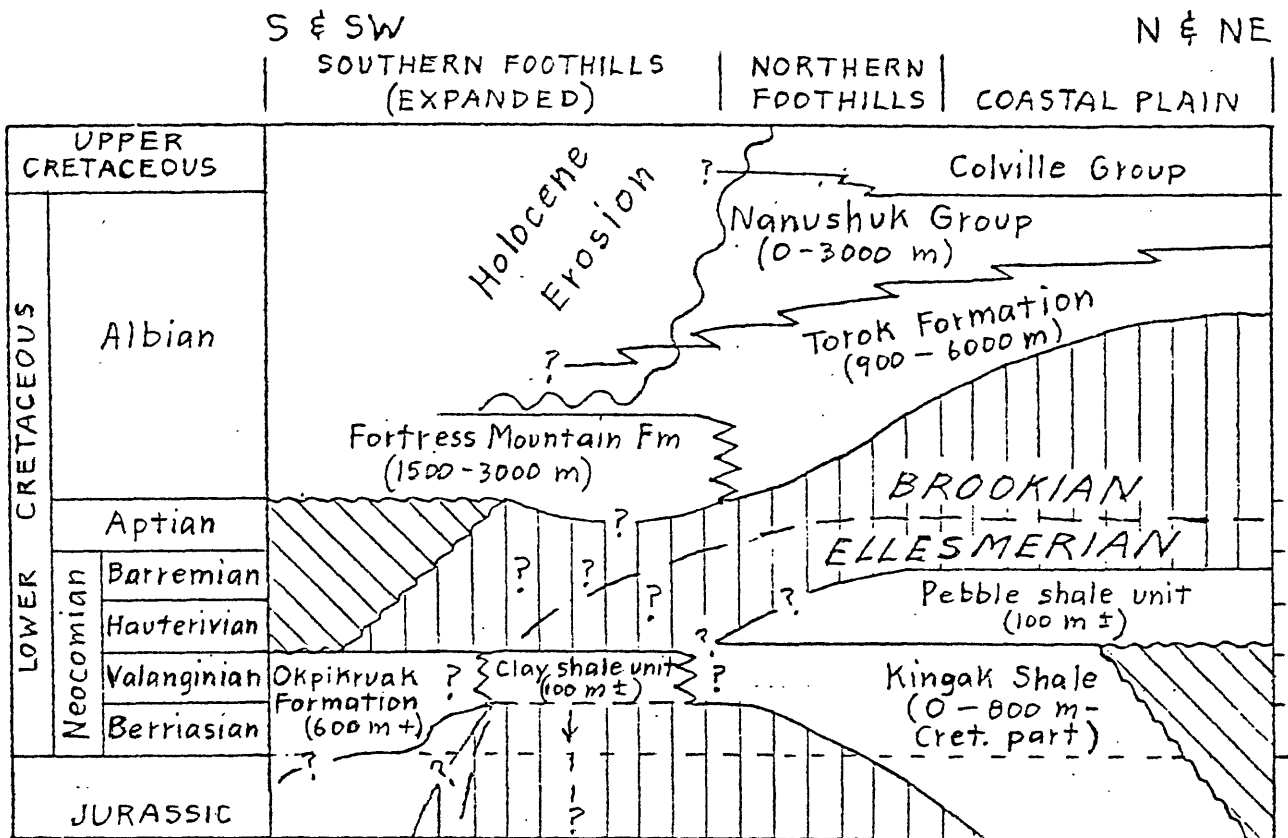 S & SW
N & NE
SOUTHERN FOOTHILLS
(EXPANDED)
NORTHERN
FOOTHILLS
COASTAL PLAIN
UPPER
CRETACEOUS
LOWER CRETACEOUS
Albian
Aptian
Neocomian
Barremian
Hauterivian
Valanginian
Berriasian
JURASSIC
Holocene
Erosion
?
Colville Group
Nanushuk Group
(0-3000 m)
?
Torok Formation
(900-6000 m)
Fortress Mountain Fm
(1500-3000 m)
BROOKIAN
?
ELLESMERIAN
?
?
?
?
Pebble shale unit
(100 m ±)
?
Okpikruak
Formation
(600 m +)
?
Clay shale unit
(100 m ±)
?
Kingak Shale
(0-800 m-
Cret. part)
?
?
?